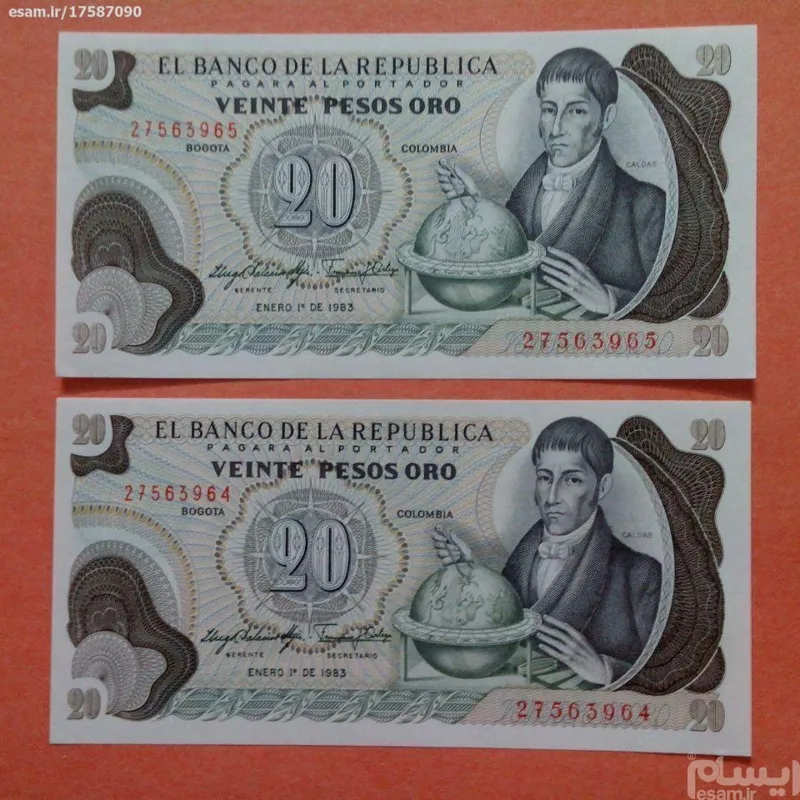 esam.ir/17587090
20
EL BANCO DE LA REPUBLICA
20
PAGARA AL PORTADOR
VEINTE PESOS ORO
27563965
BOGOTA
COLOMBIA
CALDAS
20
GERENTE
SECRETARIO
ENERO 1º DE 1983
20
27563965
20
20
EL BANCO DE LA REPUBLICA
20
PAGARA AL PORTADOR
VEINTE PESOS ORO
27563964
BOGOTA
COLOMBIA
CALDAS
20
GERENTE
SECRETARIO
ENERO 1º DE 1983
20
27563964
20
ایسام
esam.ir